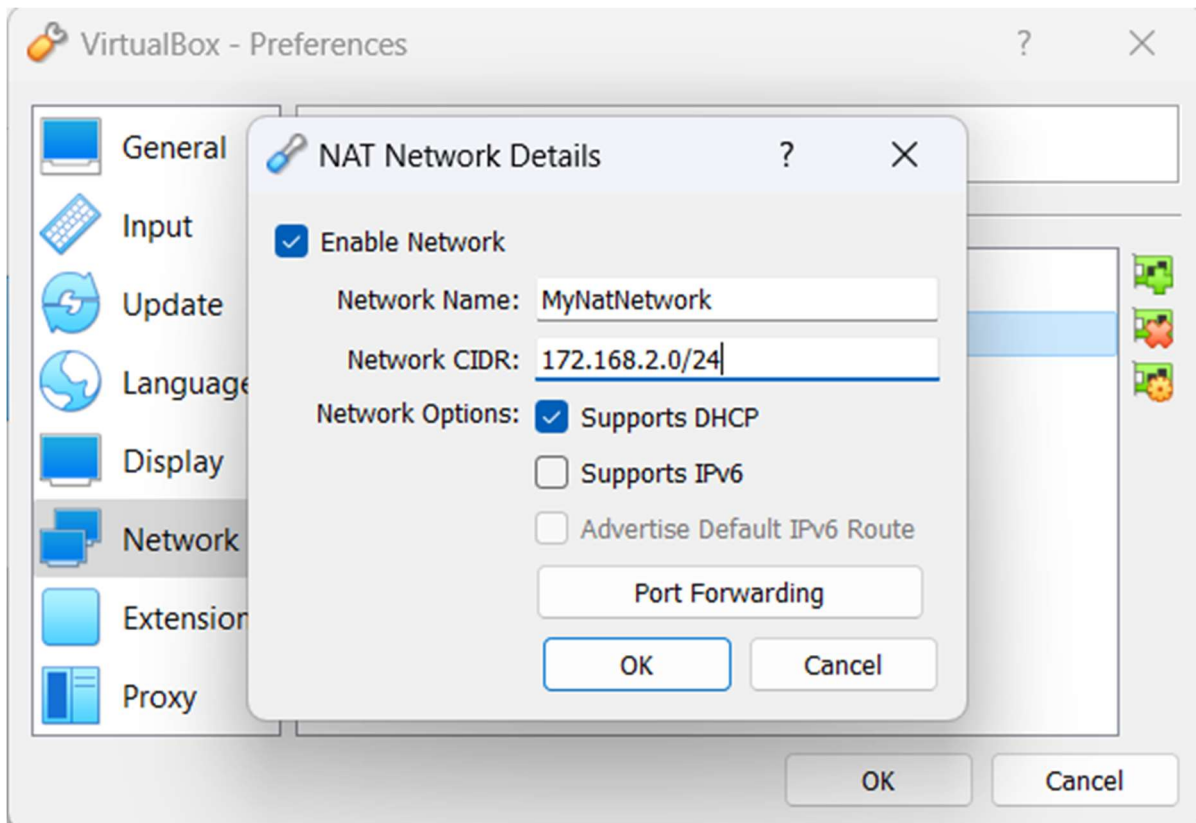 VirtualBox - Preferences
?
General
Input
Update
Language
Display
Network
Extension
Proxy
NAT Network Details
?
Enable Network
Network Name: MyNatNetwork
Network CIDR: 172.168.2.0/24
Network Options: Supports DHCP
Supports IPv6
Advertise Default IPv6 Route
Port Forwarding
OK Cancel
OK Cancel